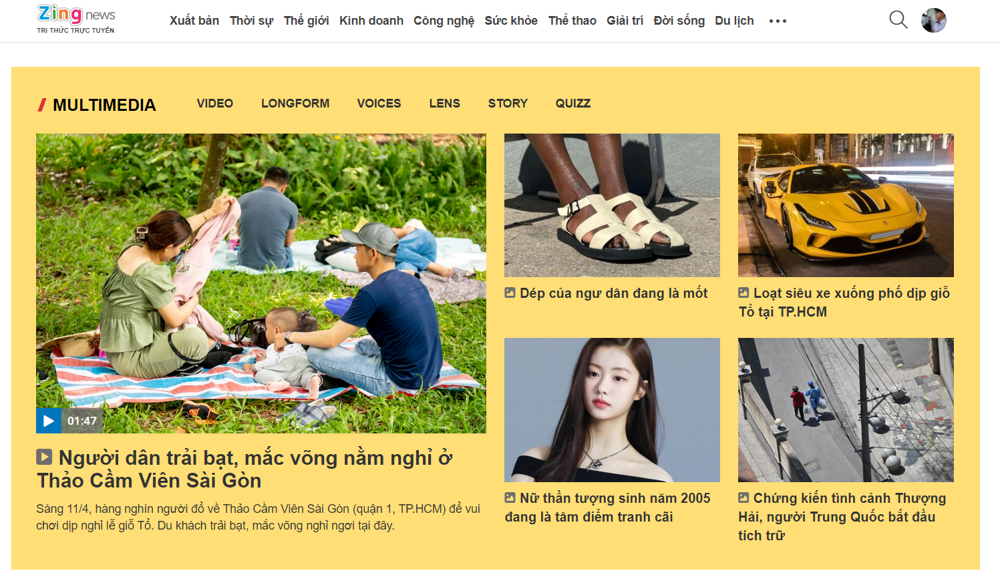 Zing news
TRI THỨC TRỰC TUYẾN
Xuất bản Thời sự Thế giới Kinh doanh Công nghệ Sức khỏe Thể thao Giải trí Đời sống Du lịch
MULTIMEDIA VIDEO LONGFORM VOICES LENS STORY QUIZZ
01:47
Người dân trải bạt, mắc võng nằm nghỉ ở
Thảo Cầm Viên Sài Gòn
Sáng 11/4, hàng nghìn người đổ về Thảo Cầm Viên Sài Gòn (quận 1, TP.HCM) để vui
chơi dịp nghỉ lễ giỗ Tổ. Du khách trải bạt, mắc võng nghỉ ngơi tại đây.
Dép của ngư dân đang là mốt
Loạt siêu xe xuống phố dịp giỗ
Tổ tại TP.HCM
Nữ thần tượng sinh năm 2005
đang là tâm điểm tranh cãi
Chứng kiến tình cảnh Thượng
Hải, người Trung Quốc bắt đầu
tích trữ